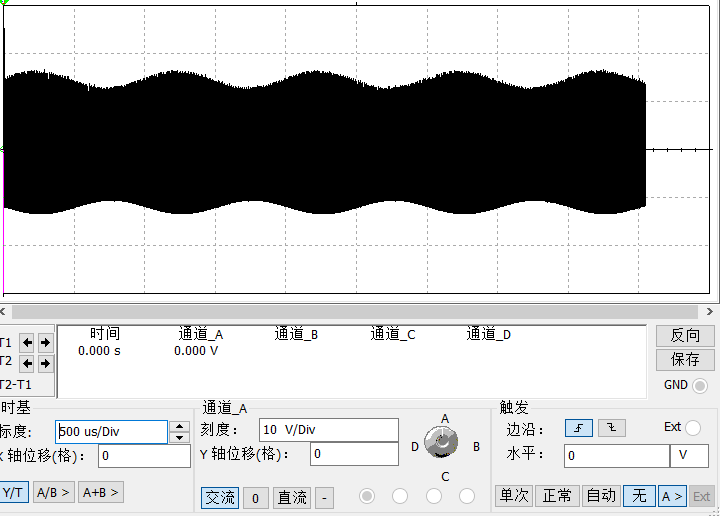 时间 通道_A 通道_B 通道_C 通道_D
0.000 s 0.000 V
T1
T2
T2-T1
反向
保存
GND
时基
标度: 500 us/Div
X 轴位移(格): 0
Y/T A/B > A+B >
通道_A
刻度: 10 V/Div
Y 轴位移(格): 0
交流 0 直流 -
A
D B
C
触发
边沿: Ext
水平: 0 V
单次 正常 自动 无 A > Ext